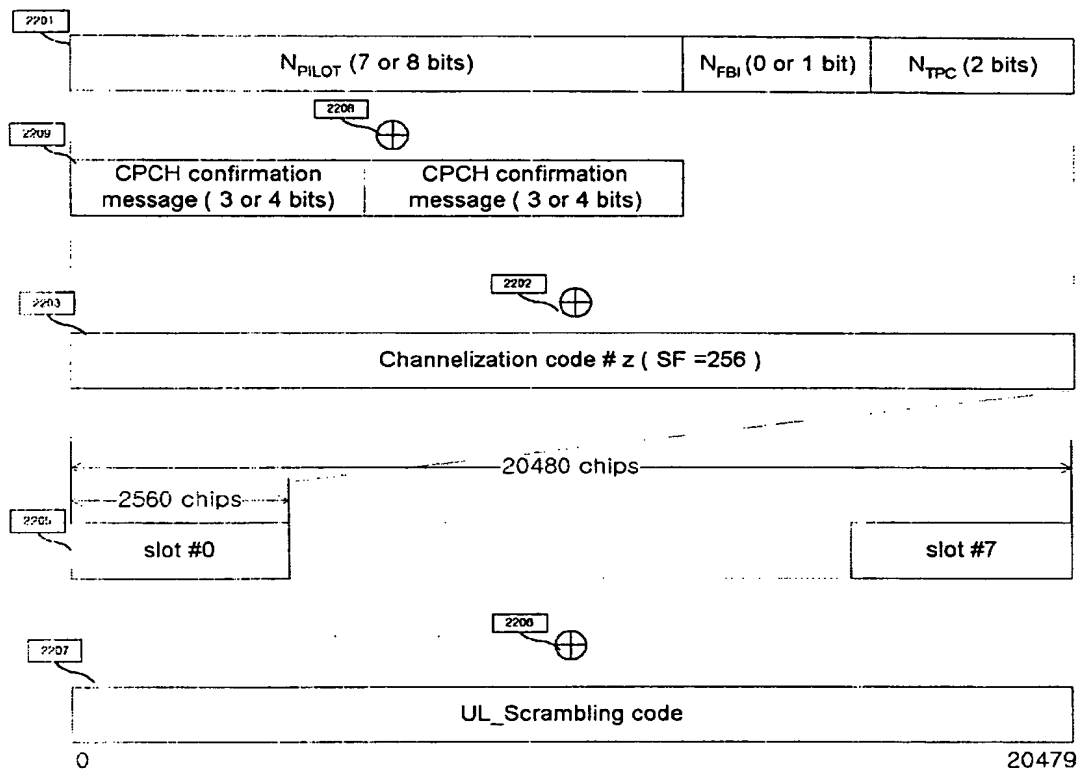 2201
N_PILOT (7 or 8 bits) N_FBI (0 or 1 bit) N_TPC (2 bits)
2208
2209
CPCH confirmation message ( 3 or 4 bits)
CPCH confirmation message ( 3 or 4 bits)
2202
2203
Channelization code # z ( SF =256 )
20480 chips
2560 chips
2205
slot #0 slot #7
2206
2207
UL_Scrambling code
0 20479